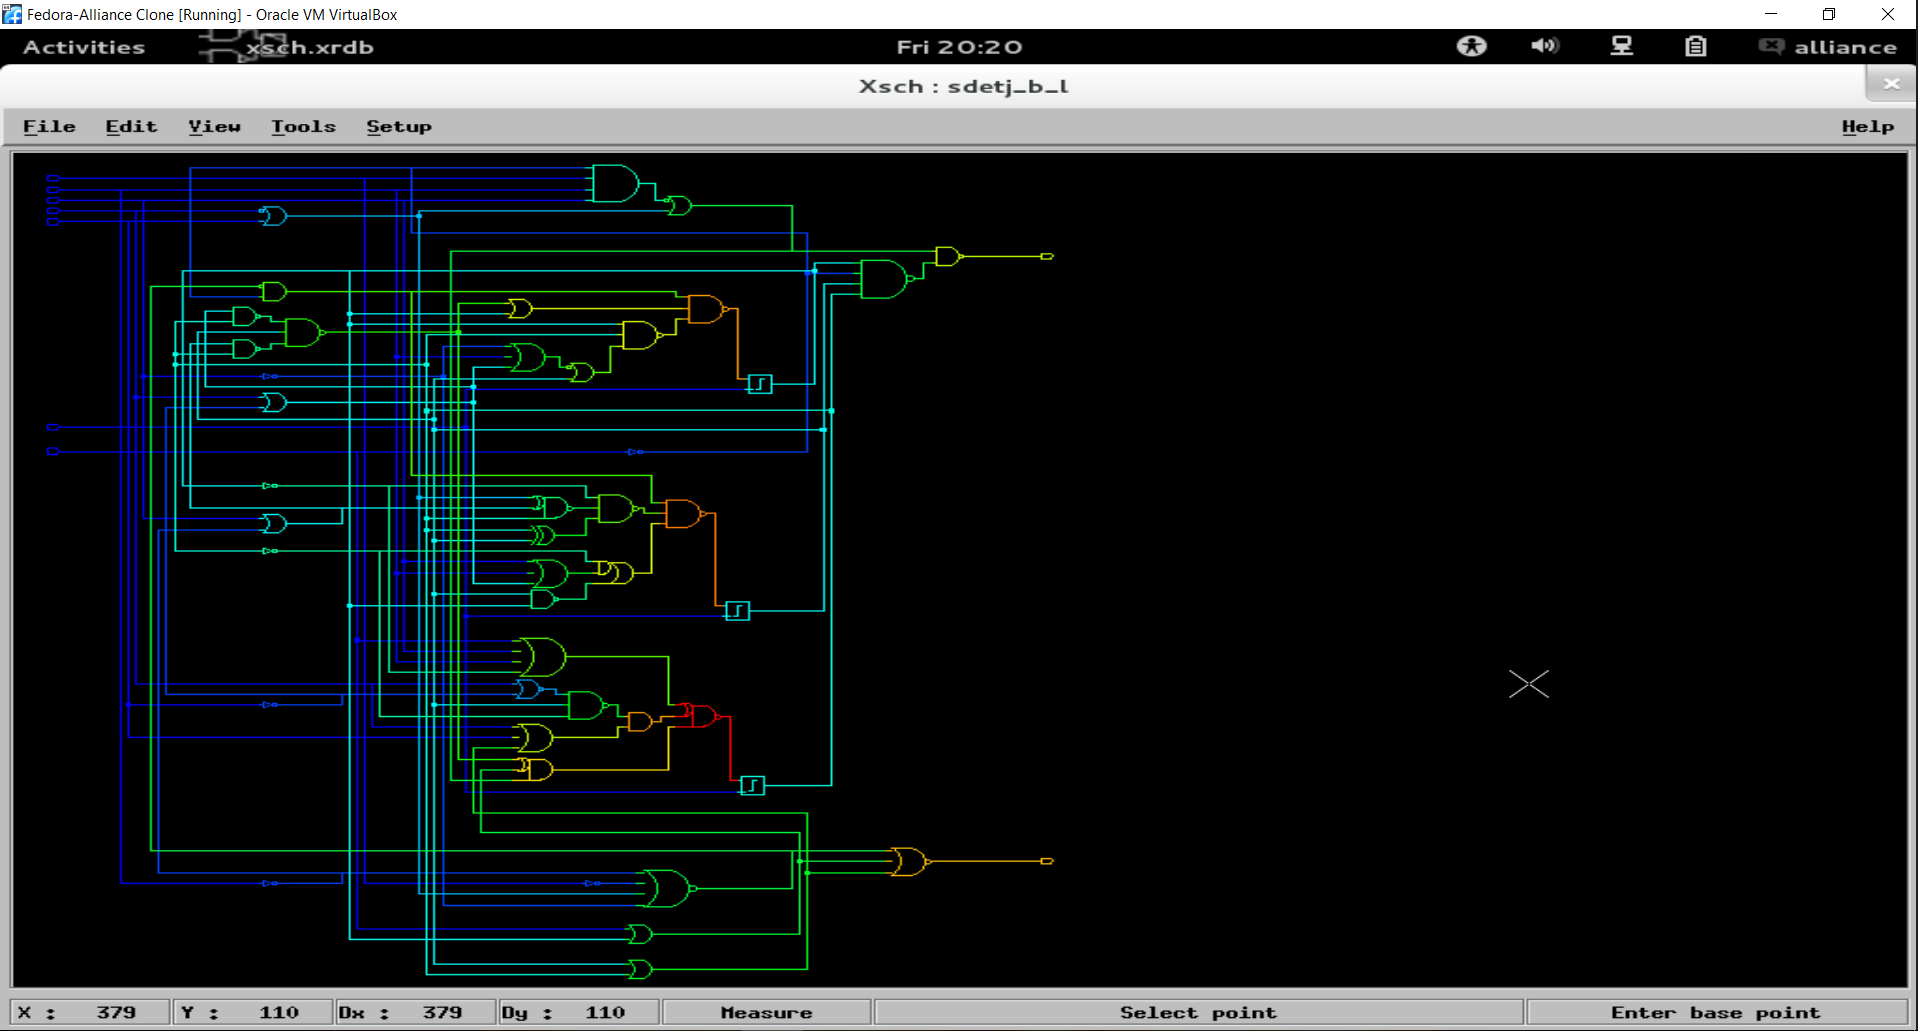 Fedora-Alliance Clone [Running] - Oracle VM VirtualBox
Activities xsch.xrdb Fri 20:20 alliance
Xsch : sdetj_b_l
File Edit View Tools Setup Help
X : 379 Y : 110 Dx : 379 Dy : 110 Measure Select point Enter base point